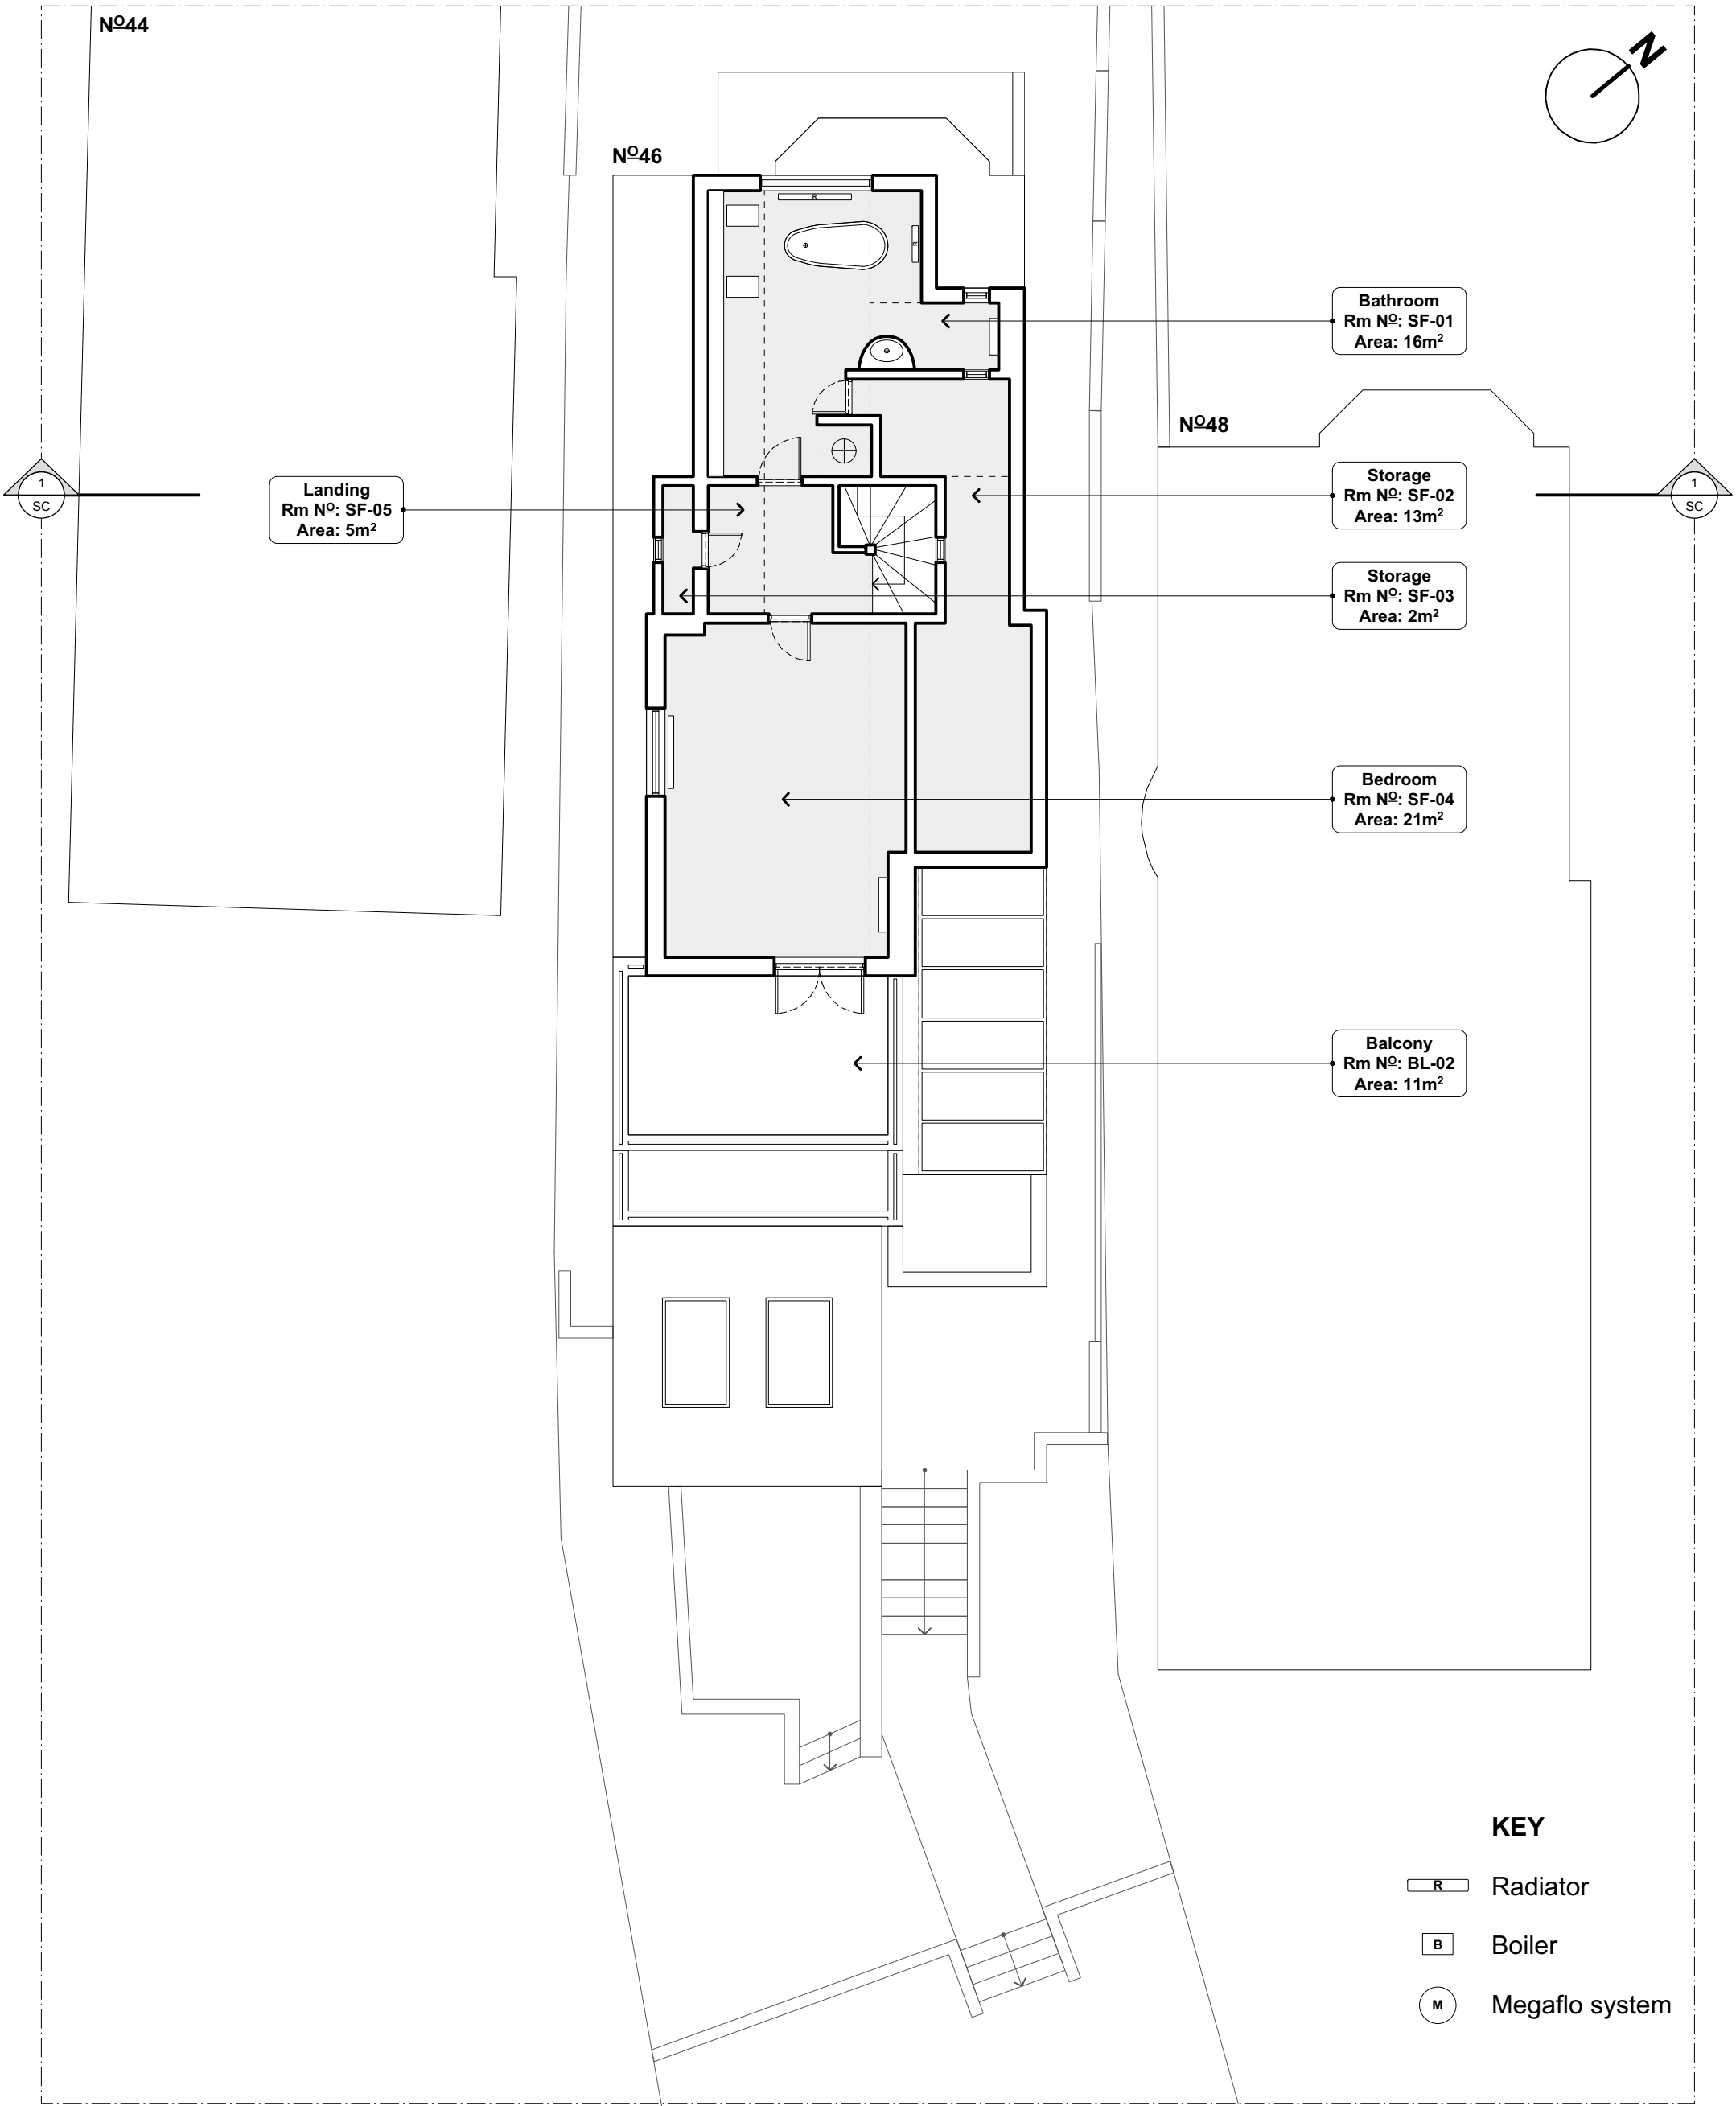 Nº44
N
Nº46
R
R
Bathroom
Rm Nº: SF-01
Area: 16m²
Nº48
1
SC
Landing
Rm Nº: SF-05
Area: 5m²
Storage
Rm Nº: SF-02
Area: 13m²
1
SC
Storage
Rm Nº: SF-03
Area: 2m²
Bedroom
Rm Nº: SF-04
Area: 21m²
Balcony
Rm Nº: BL-02
Area: 11m²
KEY
R Radiator
B Boiler
M Megaflo system